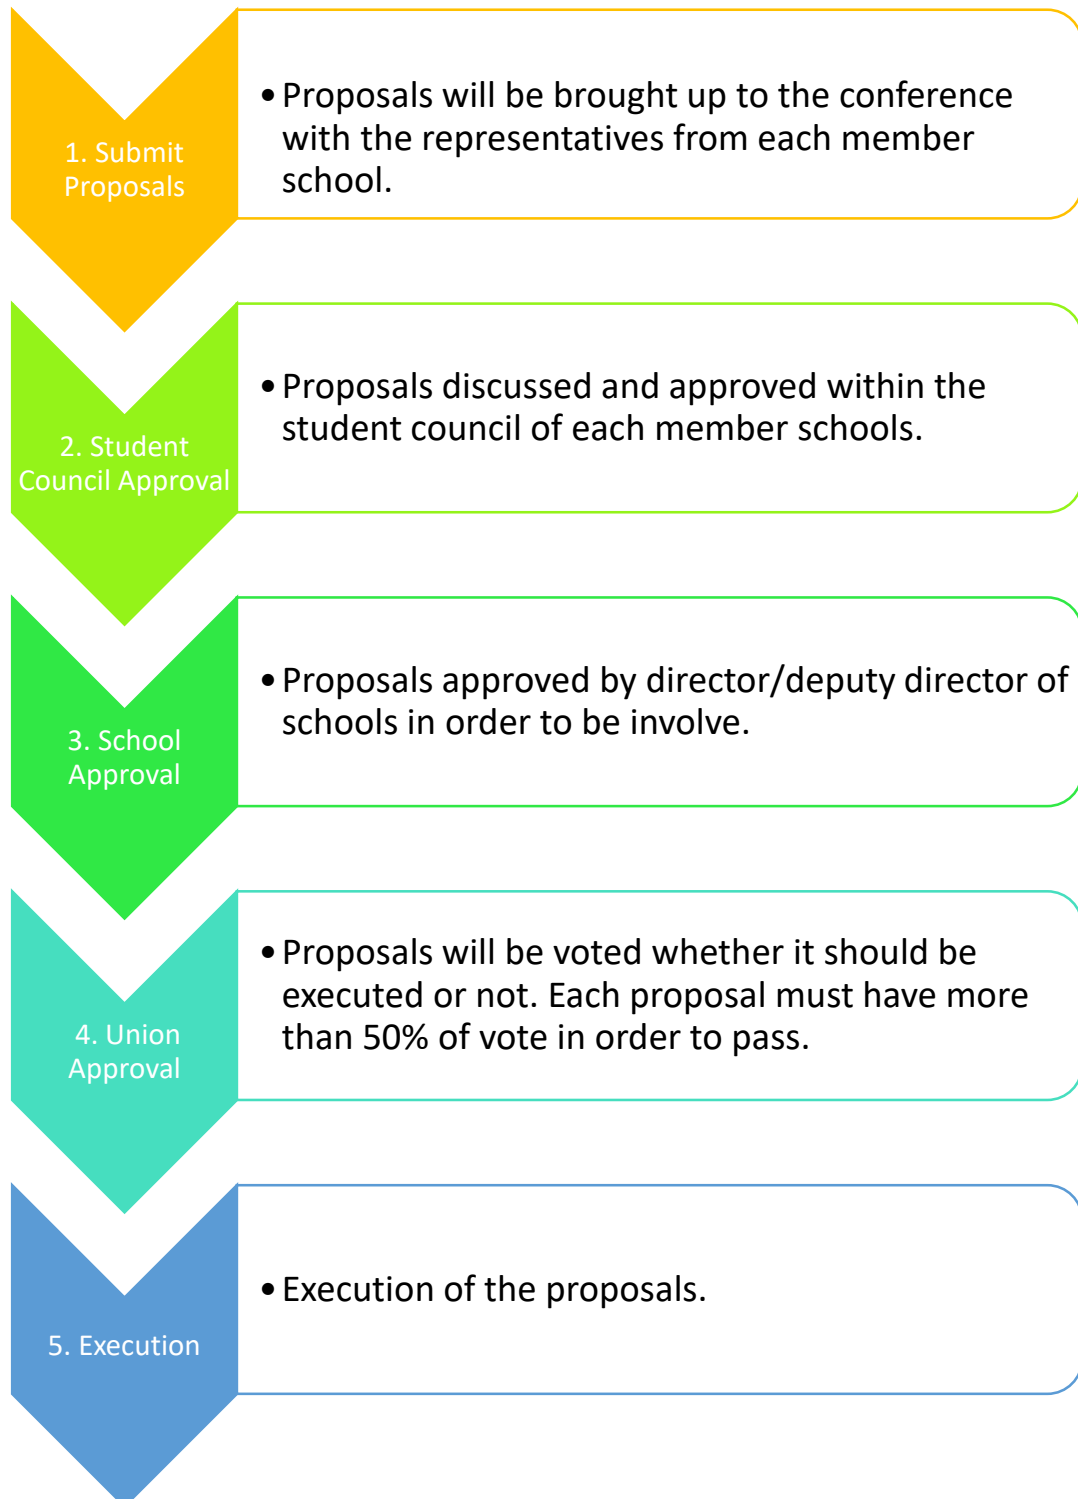 1. Submit
Proposals
• Proposals will be brought up to the conference
with the representatives from each member
school.
2. Student
Council Approval
• Proposals discussed and approved within the
student council of each member schools.
3. School
Approval
• Proposals approved by director/deputy director of
schools in order to be involve.
4. Union
Approval
• Proposals will be voted whether it should be
executed or not. Each proposal must have more
than 50% of vote in order to pass.
5. Execution
• Execution of the proposals.